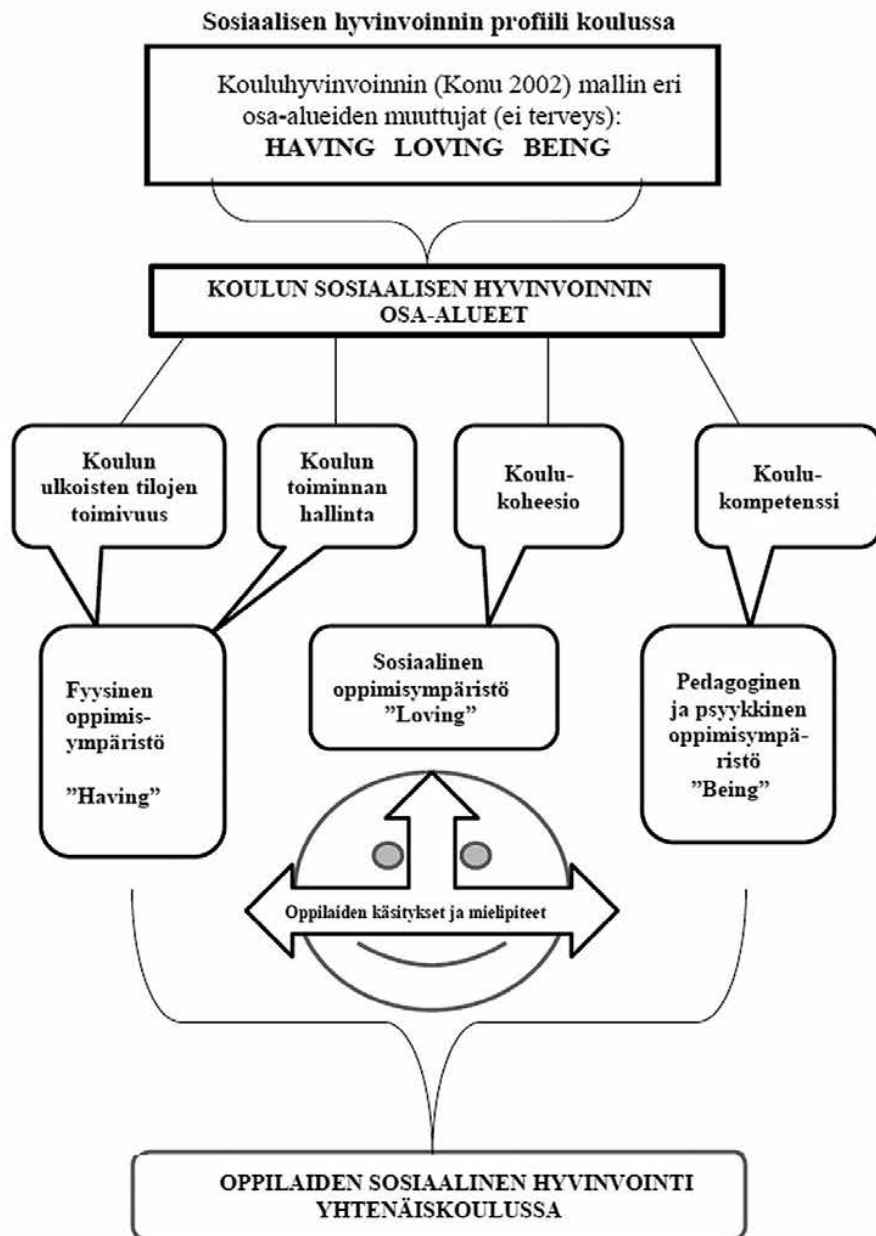 Sosiaalisen hyvinvoinnin profiili koulussa
Kouluhyvinvoinnin (Konu 2002) mallin eri
osa-alueiden muuttujat (ei terveys):
HAVING LOVING BEING
KOULUN SOSIAALISEN HYVINVOINNIN
OSA-ALUEET
Koulun
ulkoisten tilojen
toimivuus
Koulun
toiminnan
hallinta
Koulu-
koheesio
Koulu-
kompetenssi
Fyysinen
oppimis-
ympäristö
”Having”
Sosiaalinen
oppimisympäristö
”Loving”
Pedagoginen
ja psyykkinen
oppimisympä-
ristö
”Being”
Oppilaiden käsitykset ja mielipiteet
OPPILAIDEN SOSIAALINEN HYVINVOINTI
YHTENÄISKOULUSSA